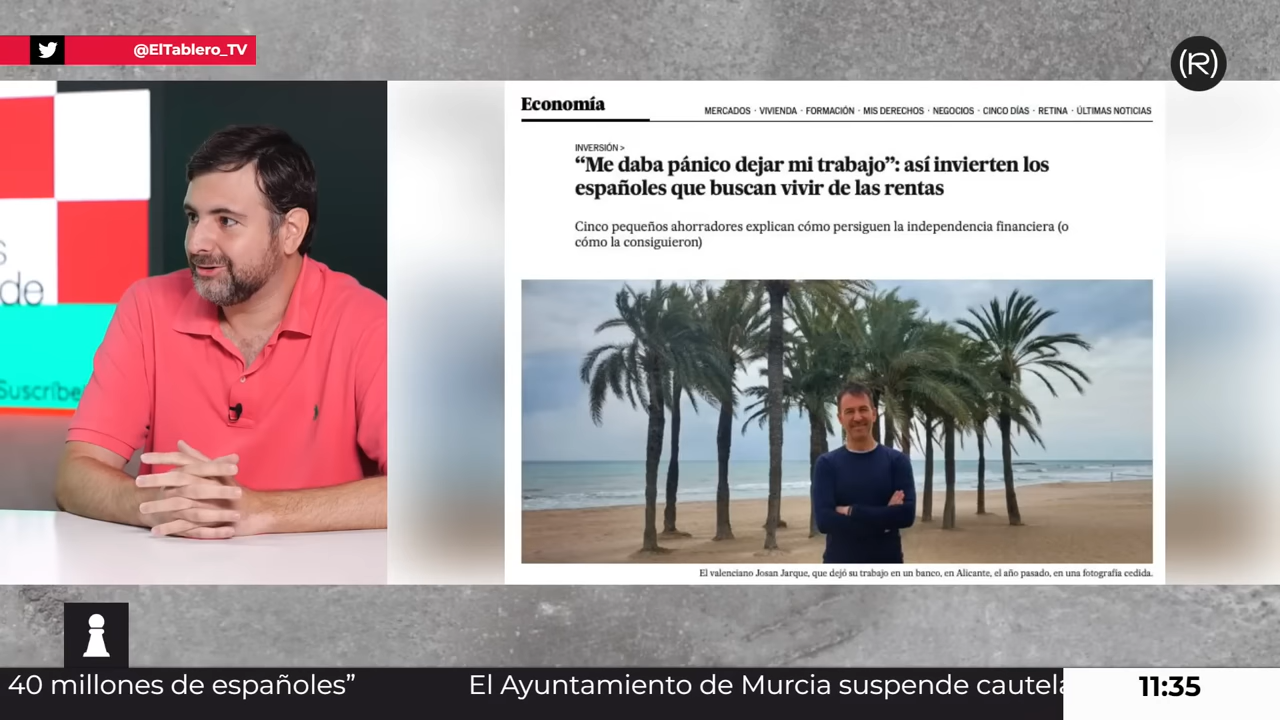 @ElTablero_TV
(R)
s
de
Suscríbe
Economía
MERCADOS · VIVIENDA · FORMACIÓN · MIS DERECHOS · NEGOCIOS · CINCO DÍAS · RETINA · ÚLTIMAS NOTICIAS
INVERSIÓN >
“Me daba pánico dejar mi trabajo”: así invierten los
españoles que buscan vivir de las rentas
Cinco pequeños ahorradores explican cómo persiguen la independencia financiera (o
cómo la consiguieron)
El valenciano Josan Jarque, que dejó su trabajo en un banco, en Alicante, el año pasado, en una fotografía cedida.
40 millones de españoles” El Ayuntamiento de Murcia suspende cautela
11:35